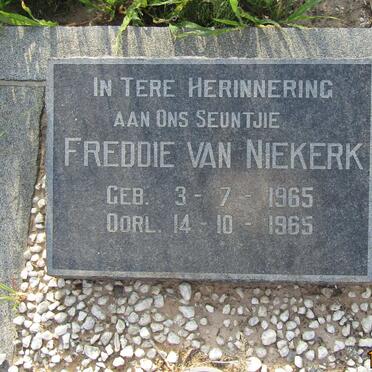 IN TERE HERINNERING
AAN ONS SEUNTJIE
FREDDIE VAN NIEKERK
GEB. 3 - 7 - 1965
OORL. 14 - 10 - 1965